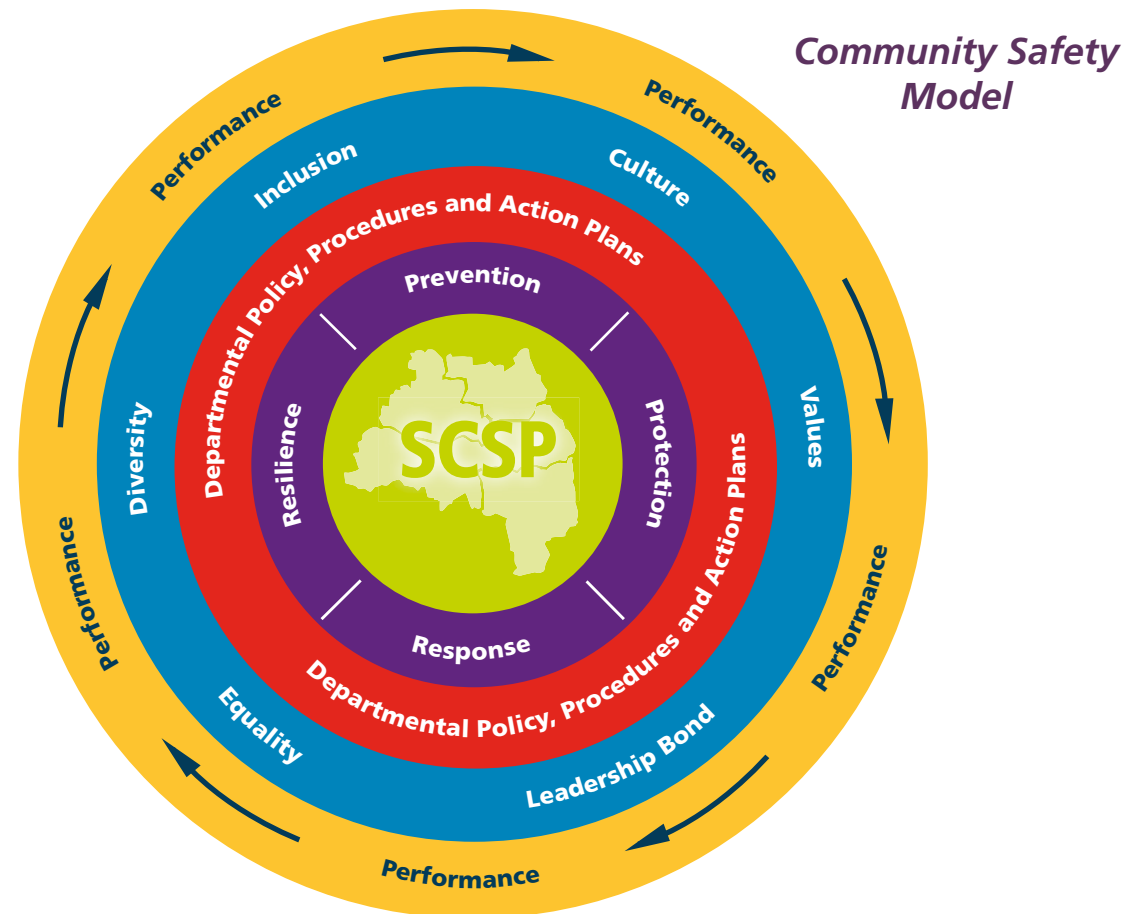 Community Safety
Model
Performance
Performance
Performance
Performance
Performance
Inclusion
Culture
Values
Leadership Bond
Equality
Diversity
Departmental Policy, Procedures and Action Plans
Departmental Policy, Procedures and Action Plans
Prevention
Protection
Response
Resilience
SCSP